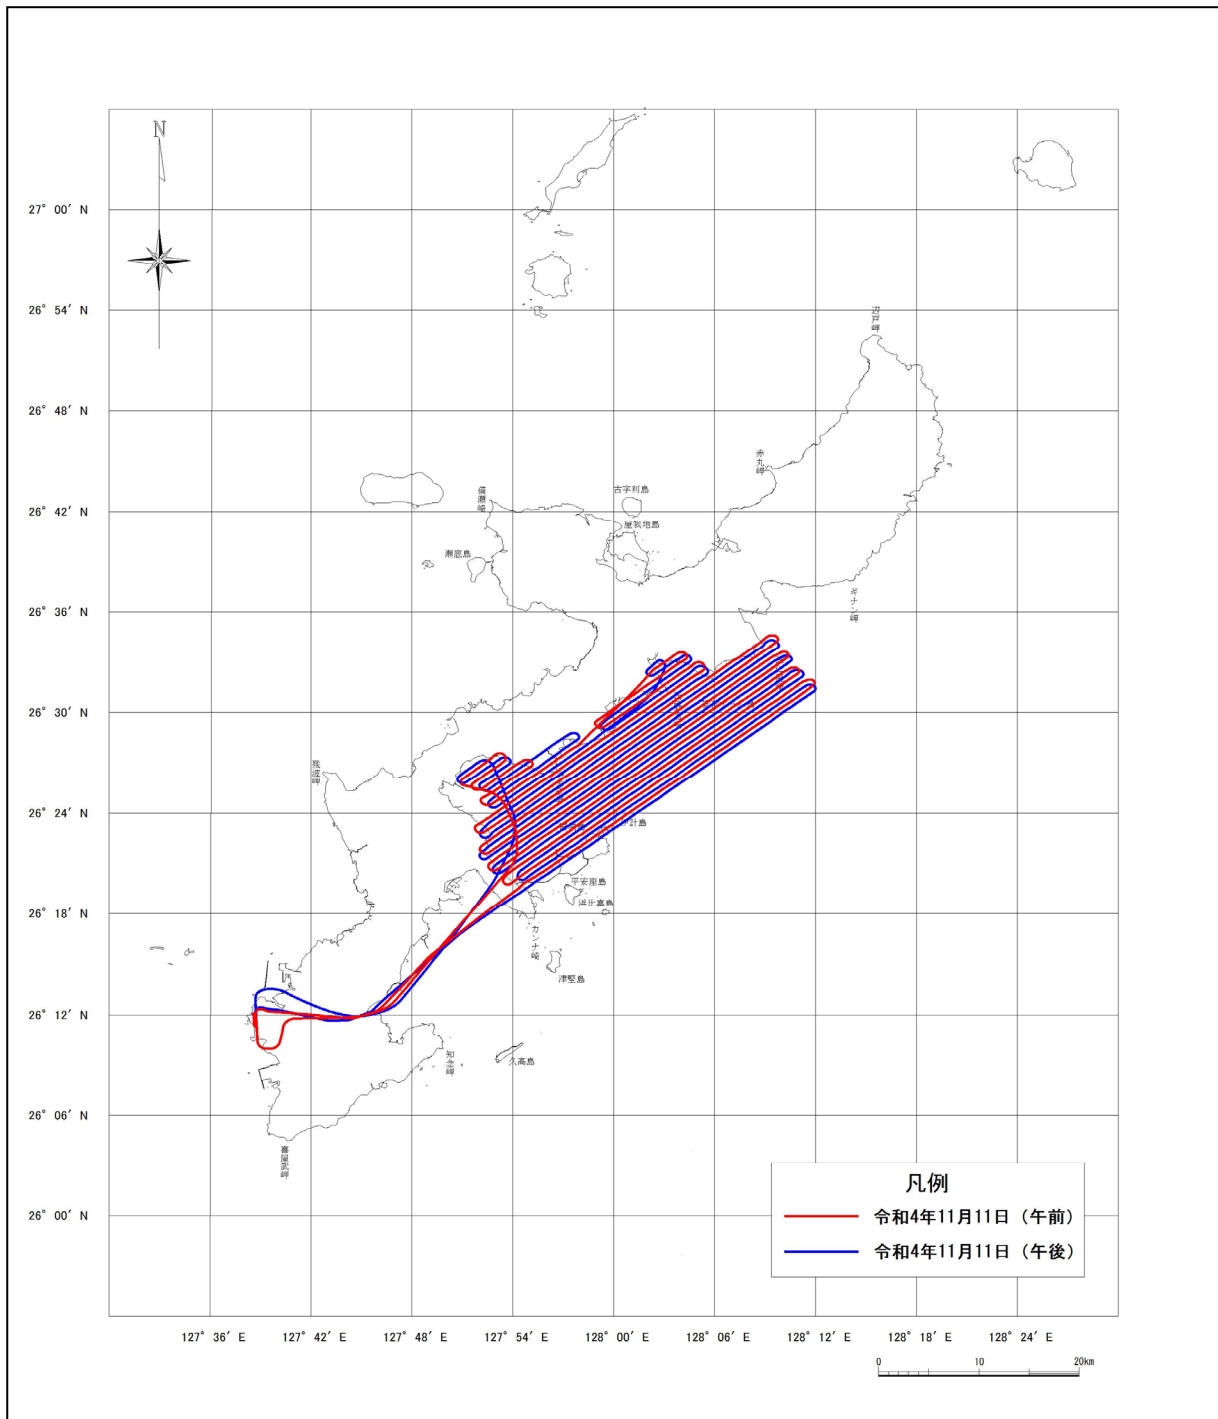 N
27° 00′ N
26° 54′ N
辺戸岬
26° 48′ N
赤丸岬
備瀬崎
古宇利島
26° 42′ N
屋我地島
瀬底島
26° 36′ N
ギナン岬
26° 30′ N
残波岬
26° 24′ N
計島
平安座島
浜比嘉島
26° 18′ N
カンナ崎
津堅島
26° 12′ N
知念岬
久高島
26° 06′ N
喜屋武岬
26° 00′ N
凡例
令和4年11月11日（午前）
令和4年11月11日（午後）
127° 36′ E
127° 42′ E
127° 48′ E
127° 54′ E
128° 00′ E
128° 06′ E
128° 12′ E
128° 18′ E
128° 24′ E
0
10
20km